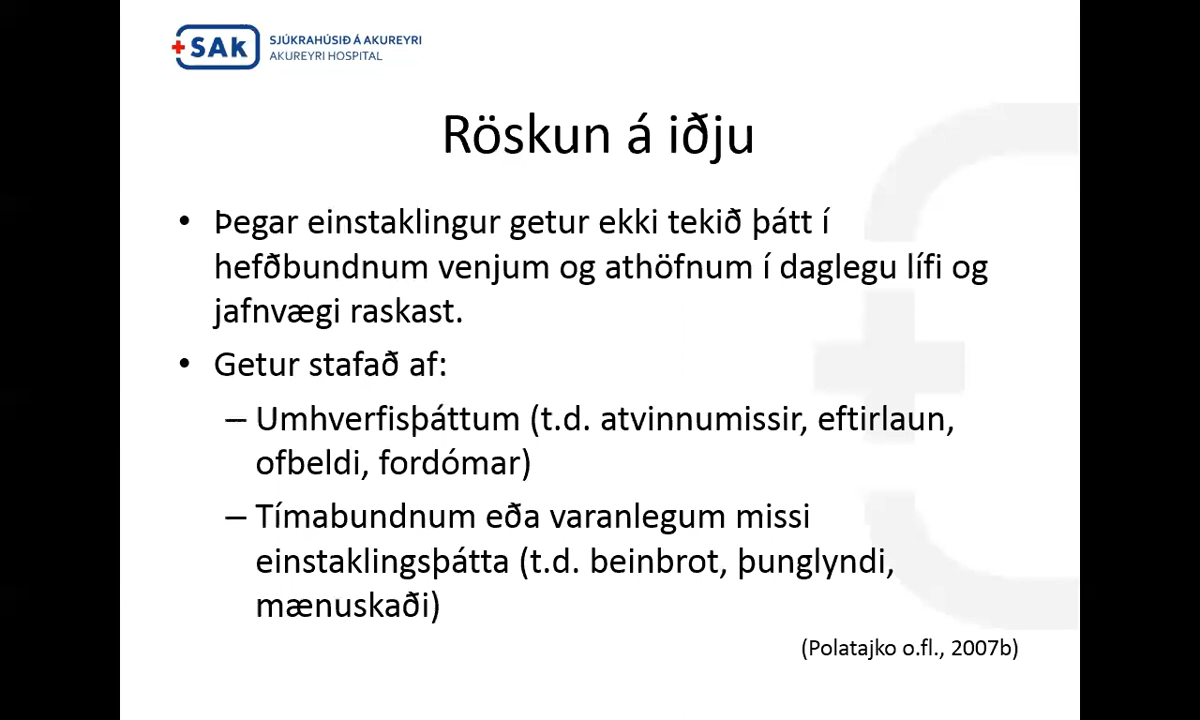 SAk
SJÚKRAHÚSIÐ Á AKUREYRI
AKUREYRI HOSPITAL
Röskun á iðju
• Þegar einstaklingur getur ekki tekið þátt í
hefðbundnum venjum og athöfnum í daglegu lífi og
jafnvægi raskast.
• Getur stafað af:
– Umhverfisþáttum (t.d. atvinnumissir, eftirlaun,
ofbeldi, fordómar)
– Tímabundnum eða varanlegum missi
einstaklingsþátta (t.d. beinbrot, þunglyndi,
mænuskaði)
(Polatajko o.fl., 2007b)